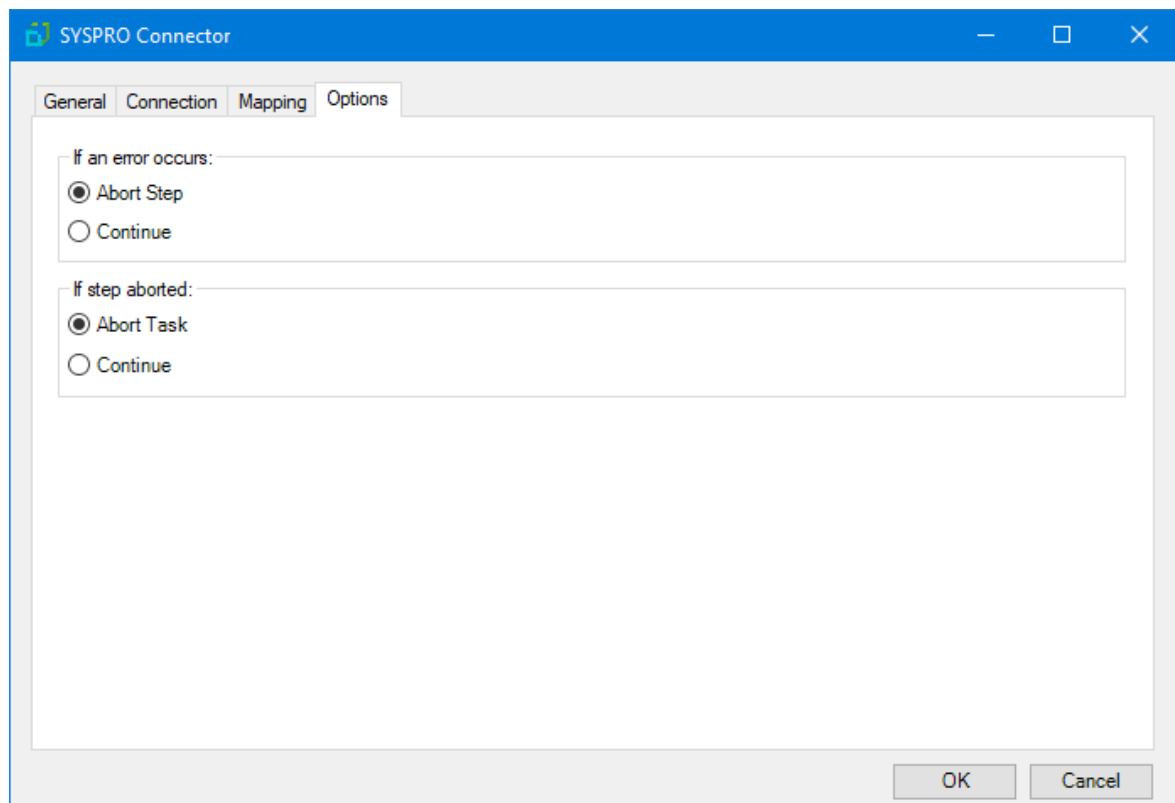 SYSPRO Connector
General Connection Mapping Options
If an error occurs:
Abort Step
Continue
If step aborted:
Abort Task
Continue
OK Cancel